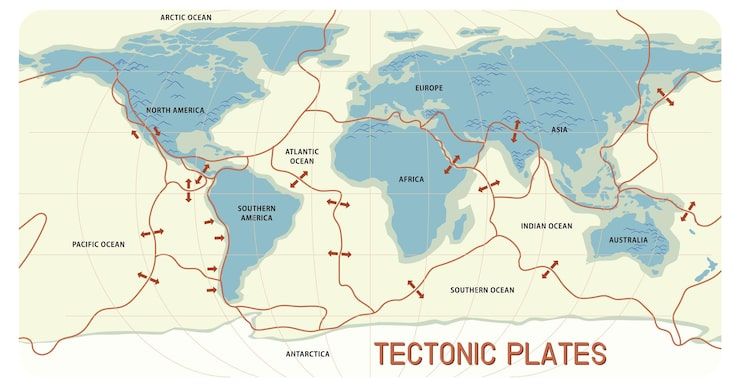 ARCTIC OCEAN
EUROPE
NORTH AMERICA
ASIA
ATLANTIC
OCEAN
AFRICA
SOUTHERN
AMERICA
INDIAN OCEAN
PACIFIC OCEAN
AUSTRALIA
SOUTHERN OCEAN
ANTARCTICA
TECTONIC PLATES